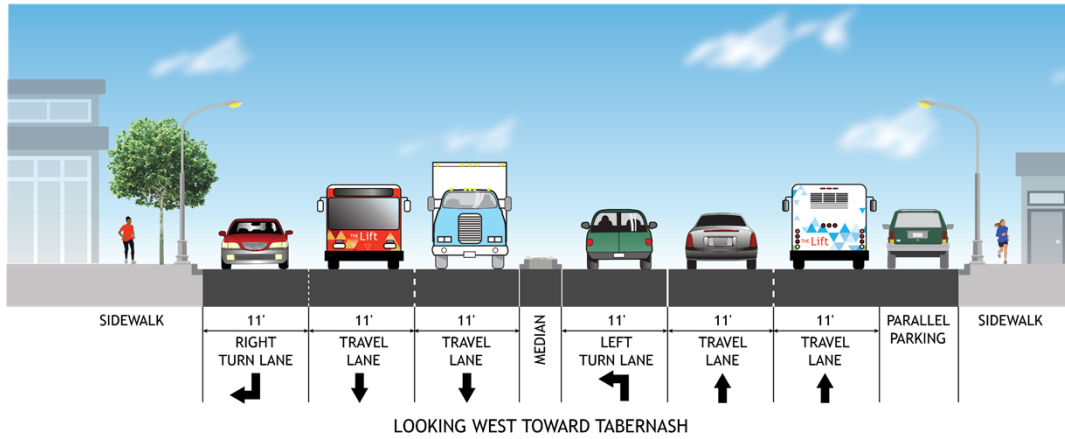 THE Lift
THE Lift
SIDEWALK
11'
RIGHT
TURN LANE
11'
TRAVEL
LANE
11'
TRAVEL
LANE
MEDIAN
11'
LEFT
TURN LANE
11'
TRAVEL
LANE
11'
TRAVEL
LANE
PARALLEL
PARKING
SIDEWALK
LOOKING WEST TOWARD TABERNASH